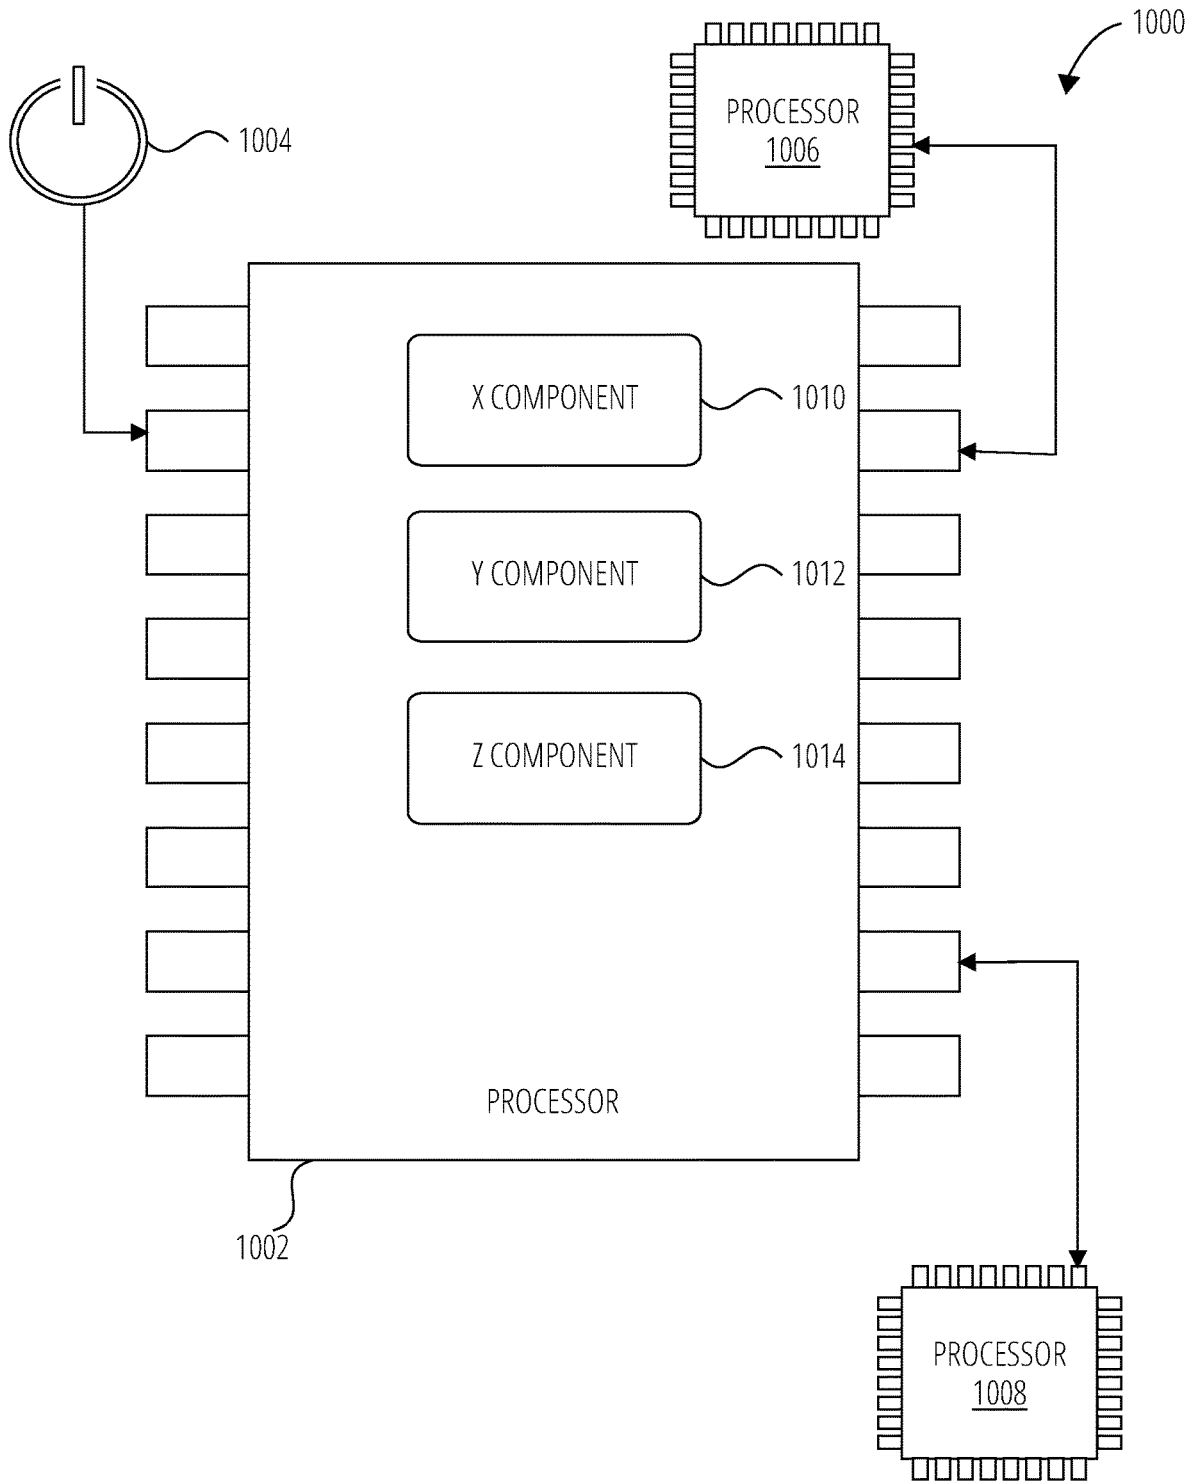 1000
PROCESSOR
1006
1004
X COMPONENT
1010
Y COMPONENT
1012
Z COMPONENT
1014
PROCESSOR
1002
PROCESSOR
1008